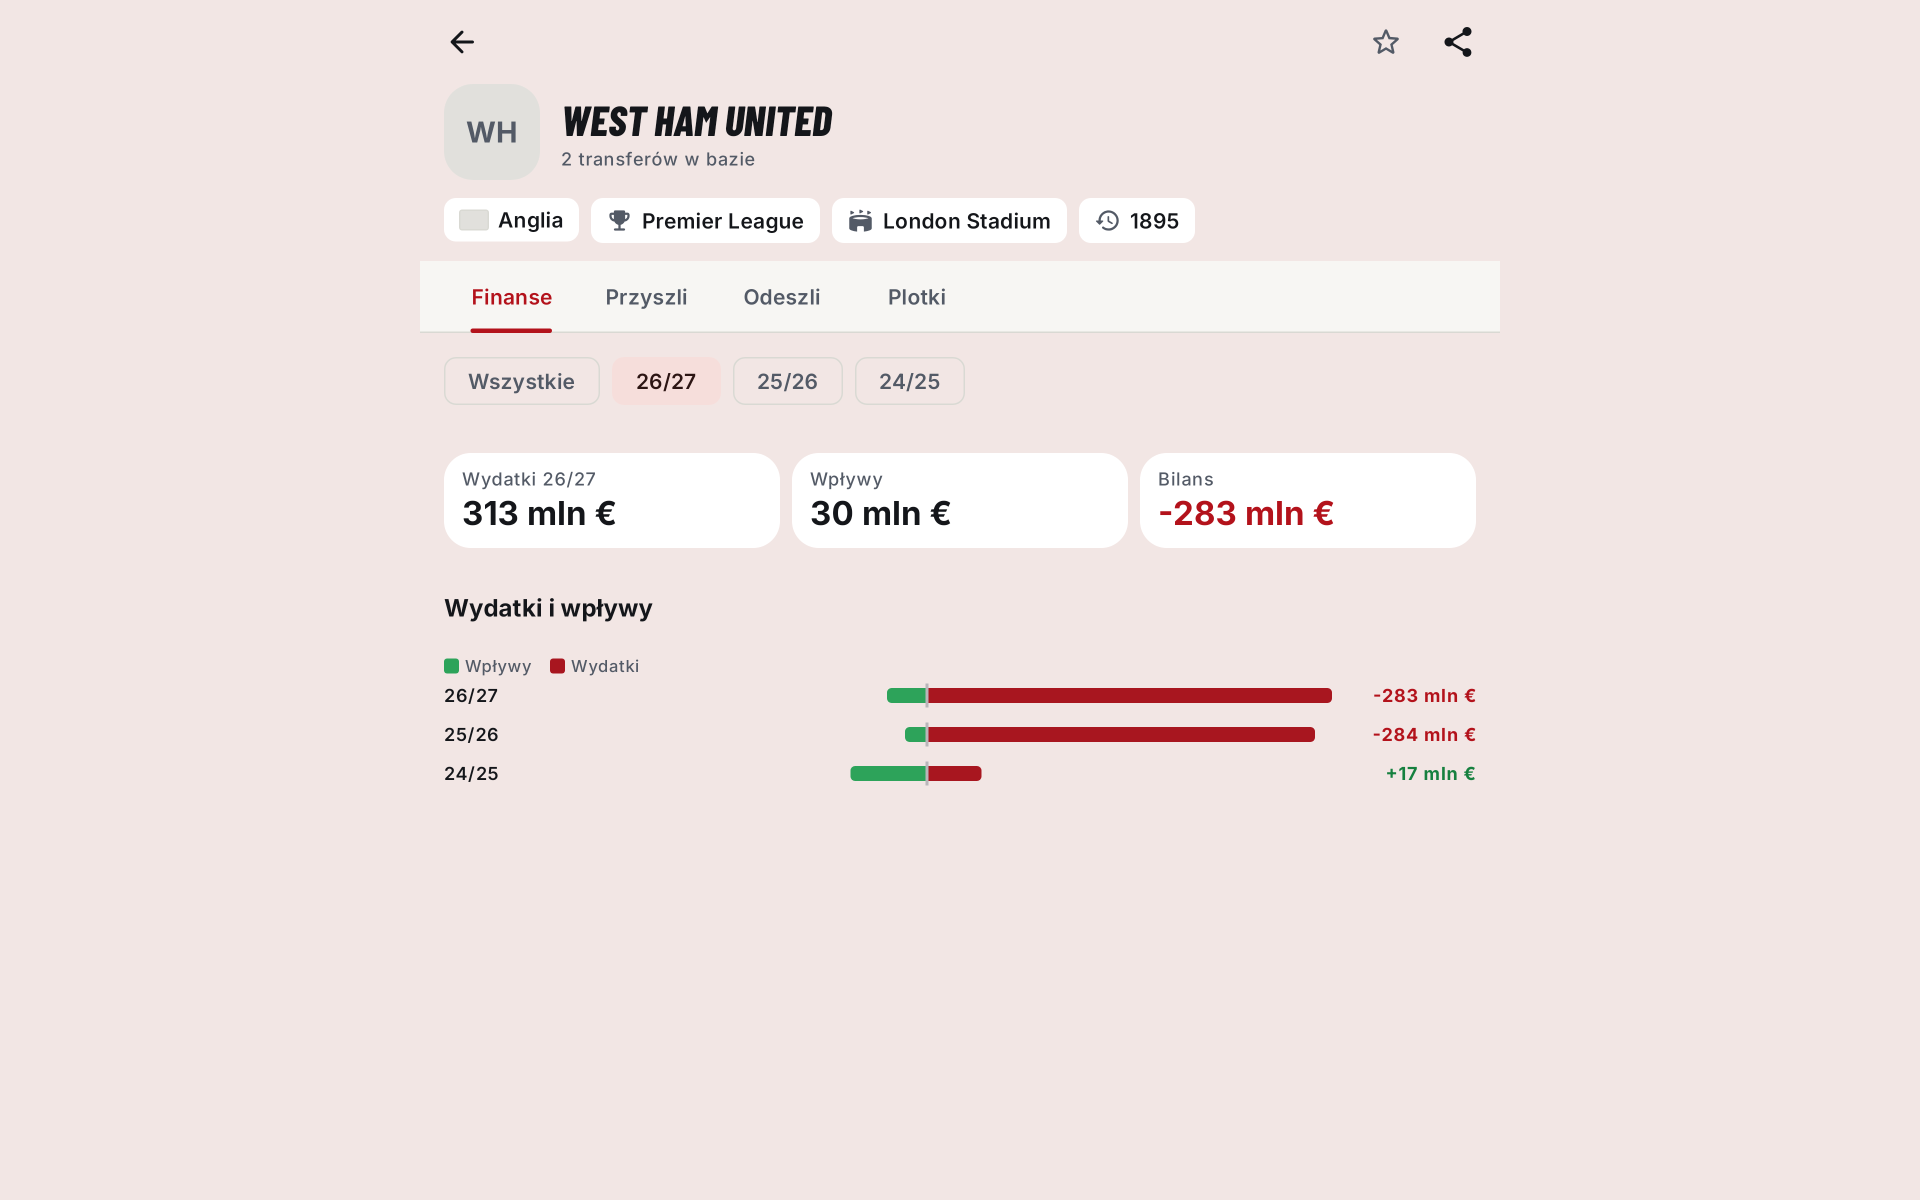 WH
WEST HAM UNITED
2 transferów w bazie
Anglia
Premier League
London Stadium
1895
Finanse
Przyszli
Odeszli
Plotki
Wszystkie
26/27
25/26
24/25
Wydatki 26/27
313 mln €
Wpływy
30 mln €
Bilans
-283 mln €
Wydatki i wpływy
Wpływy
Wydatki
26/27
-283 mln €
25/26
-284 mln €
24/25
+17 mln €